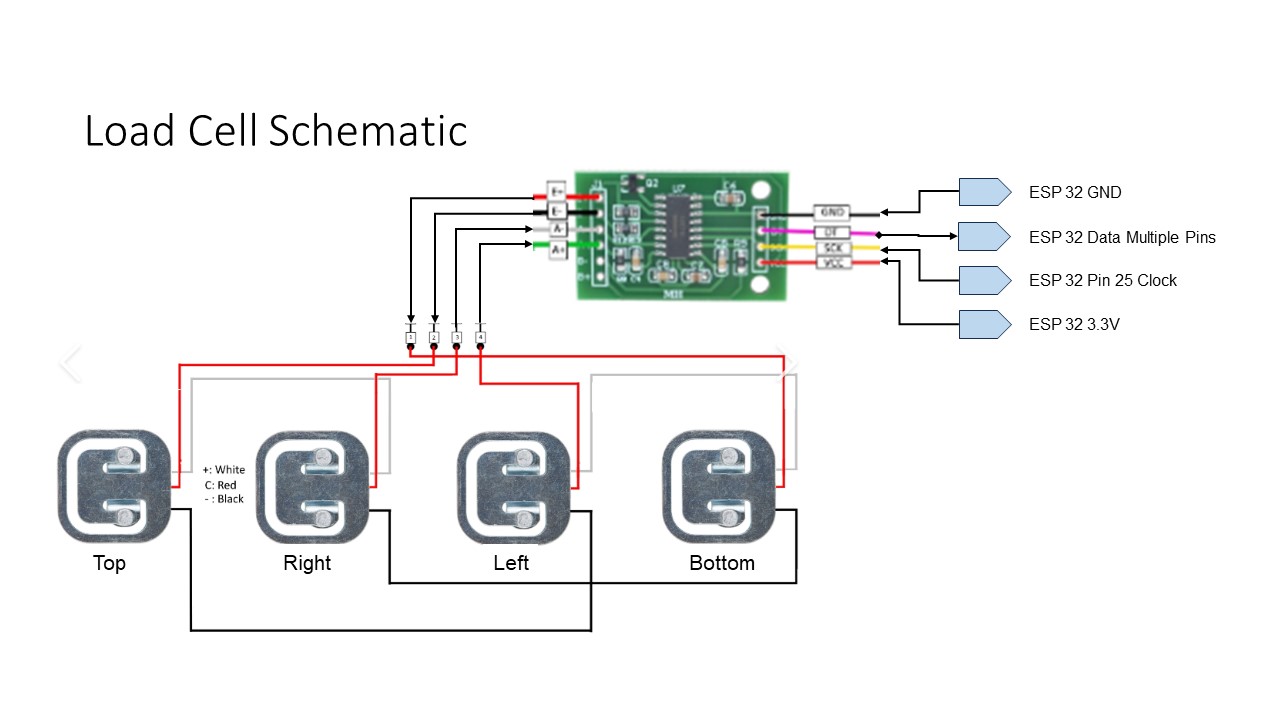 Load Cell Schematic
E+
E-
A-
A+
J1
Q2
U?
MH
GND
DT
SCK
VCC
ESP 32 GND
ESP 32 Data Multiple Pins
ESP 32 Pin 25 Clock
ESP 32 3.3V
1
2
3
4
+: White
C: Red
- : Black
Top
Right
Left
Bottom